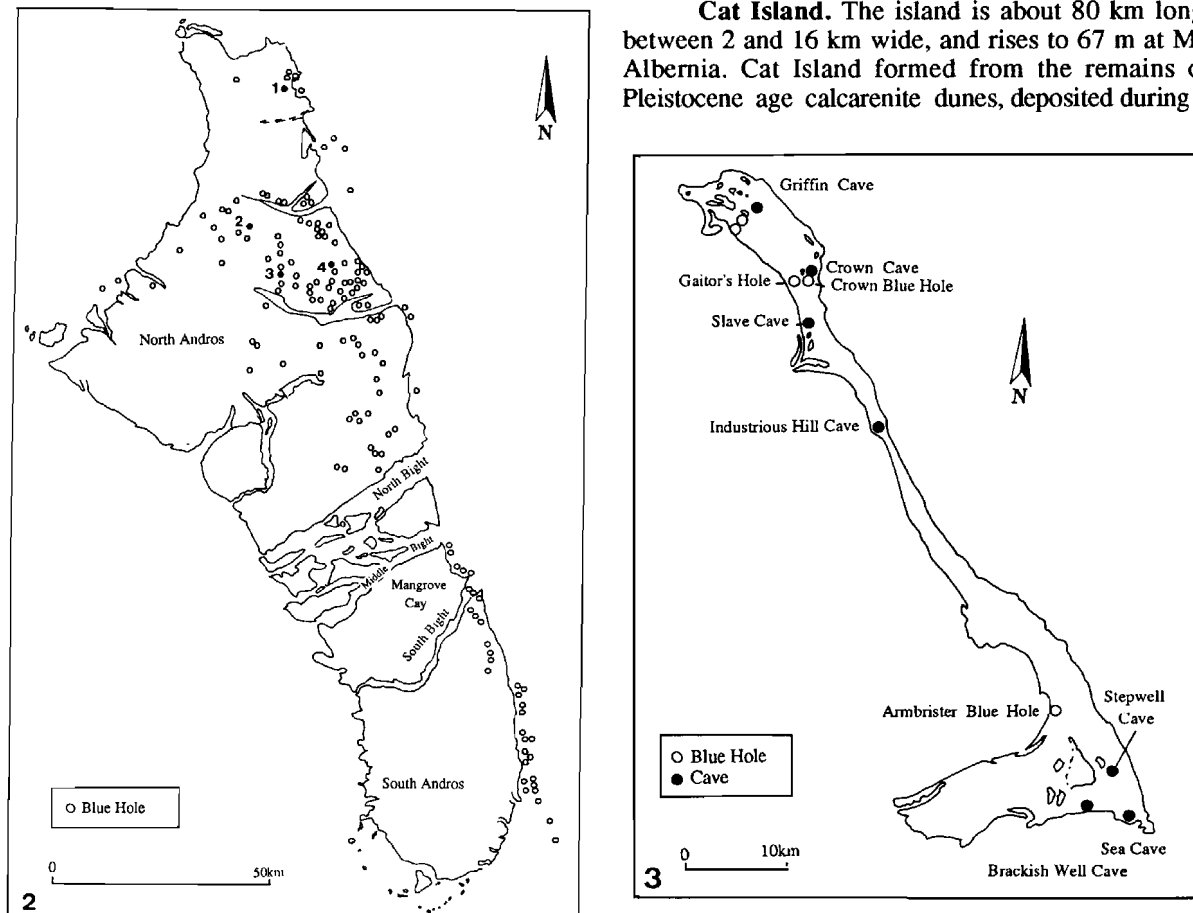 Cat Island. The island is about 80 km long
between 2 and 16 km wide, and rises to 67 m at M
Albernia. Cat Island formed from the remains o
Pleistocene age calcarenite dunes, deposited during
1
N
2
3
4
North Andros
North Bight
Middle Bight
Mangrove
Cay
South Bight
South Andros
Blue Hole
0 50km
2
Griffin Cave
Crown Cave
Gaitor's Hole
Crown Blue Hole
Slave Cave
N
Industrious Hill Cave
Armbrister Blue Hole
Stepwell
Cave
Blue Hole
Cave
Sea Cave
0 10km
Brackish Well Cave
3